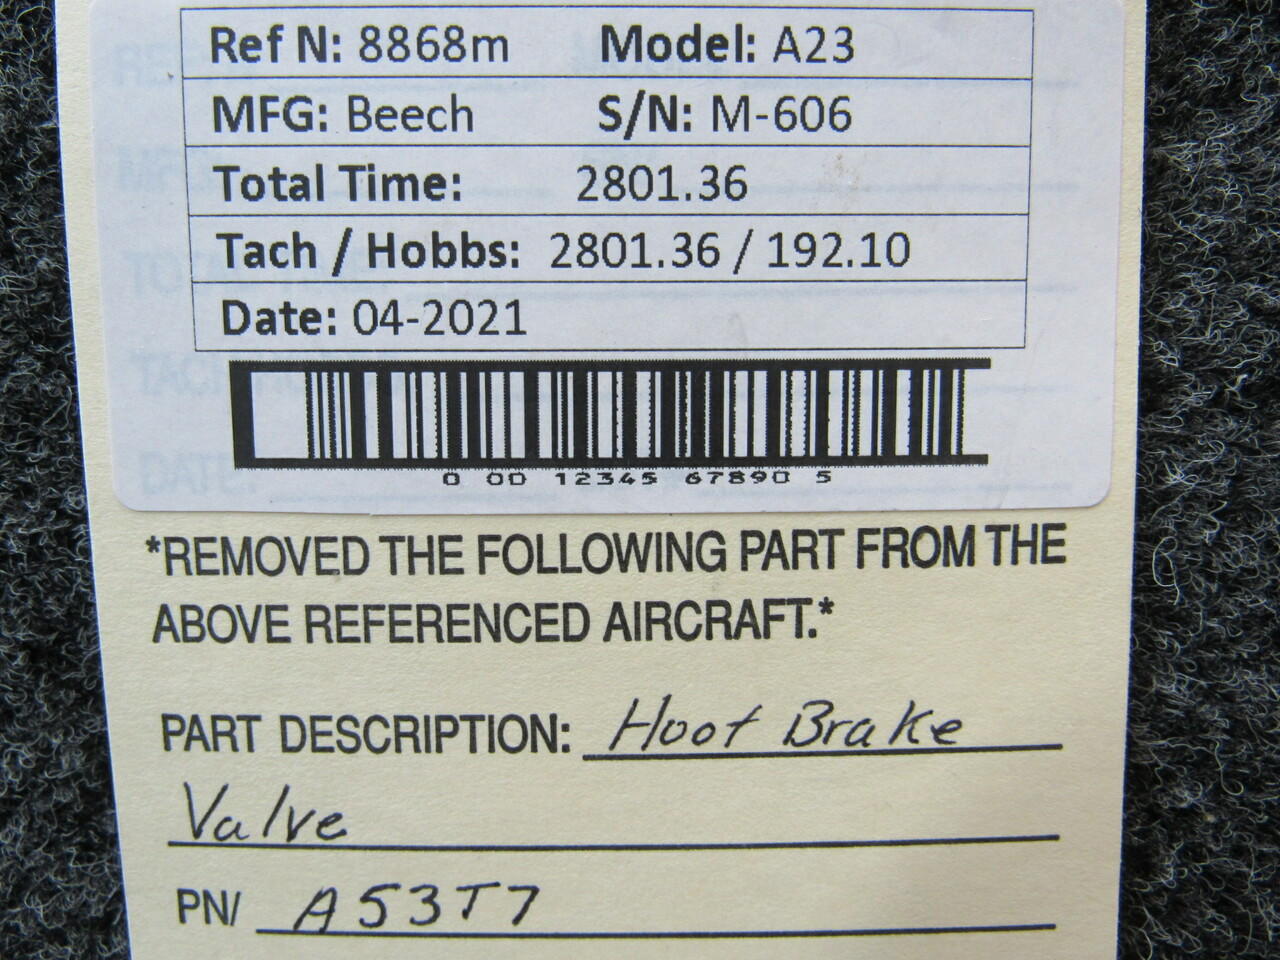 Ref N: 8868m Model: A23
MFG: Beech S/N: M-606
Total Time: 2801.36
Tach / Hobbs: 2801.36 / 192.10
Date: 04-2021
0 00 12345 67890 5
*REMOVED THE FOLLOWING PART FROM THE
ABOVE REFERENCED AIRCRAFT.*
PART DESCRIPTION: Hoof Brake
Valve
PN/ A53T7